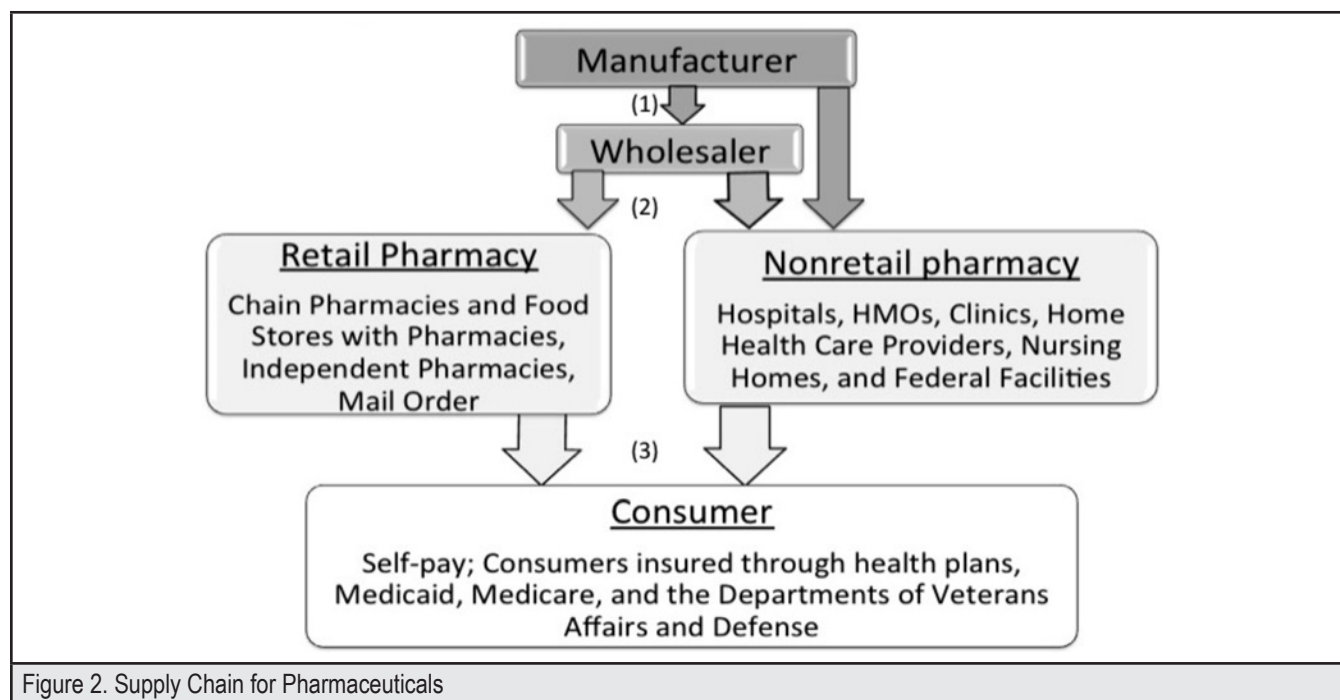 Manufacturer
(1)
Wholesaler
(2)
Retail Pharmacy
Chain Pharmacies and Food
Stores with Pharmacies,
Independent Pharmacies,
Mail Order
Nonretail pharmacy
Hospitals, HMOs, Clinics, Home
Health Care Providers, Nursing
Homes, and Federal Facilities
(3)
Consumer
Self-pay; Consumers insured through health plans,
Medicaid, Medicare, and the Departments of Veterans
Affairs and Defense
Figure 2. Supply Chain for Pharmaceuticals